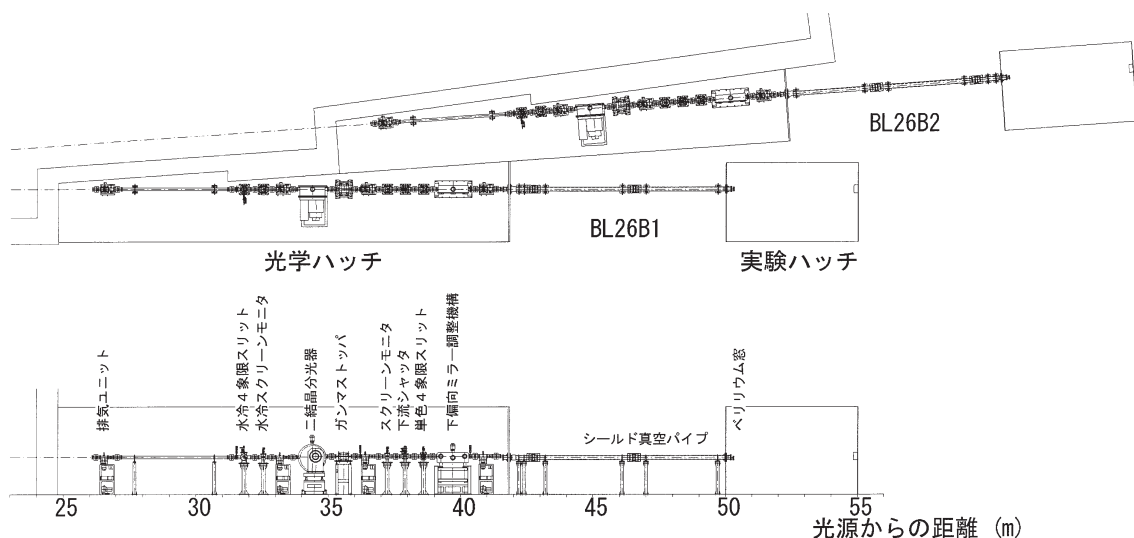 BL26B2
BL26B1
光学ハッチ
実験ハッチ
排気ユニット
水冷4象限スリット
水冷スクリーンモニタ
二結晶分光器
ガンマストッパ
スクリーンモニタ
下流シャッタ
単色4象限スリット
下偏向ミラー調整機構
シールド真空パイプ
ベリリウム窓
25 30 35 40 45 50 55
光源からの距離 (m)